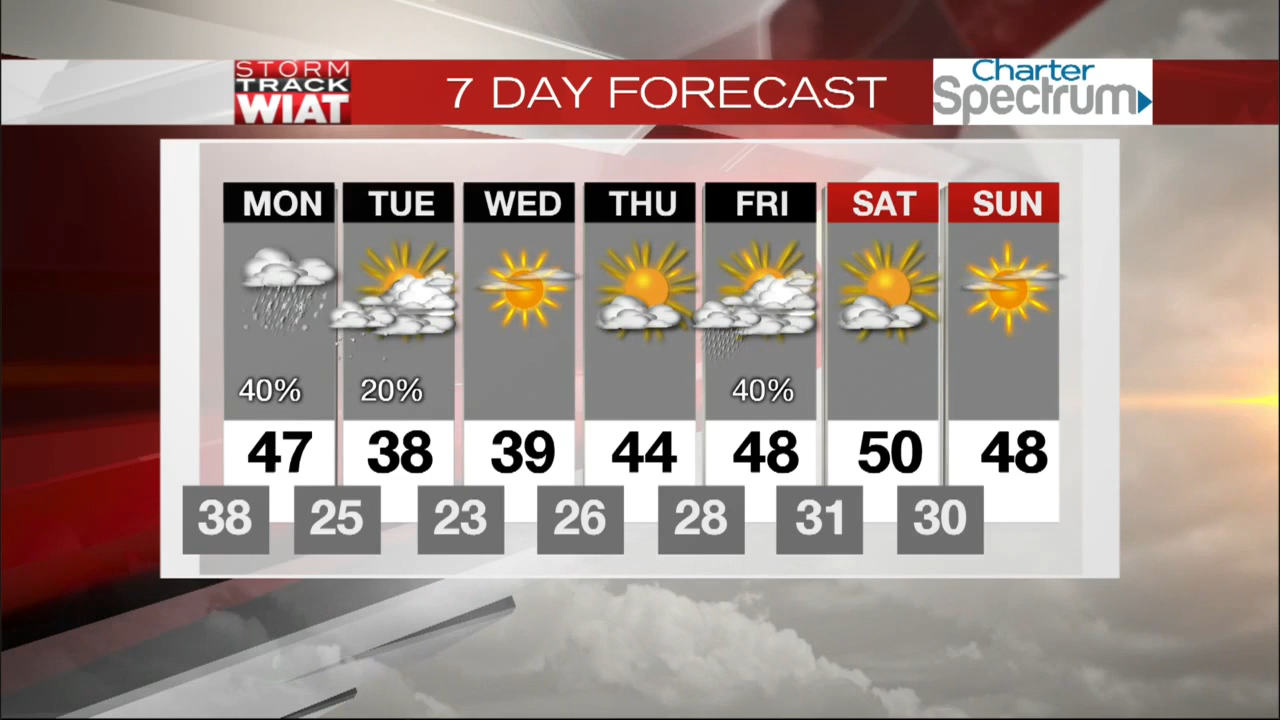 STORM
TRACK
WIAT
7 DAY FORECAST
Charter
Spectrum
MON TUE WED THU FRI SAT SUN
40% 20% 40%
47 38 39 44 48 50 48
38 25 23 26 28 31 30